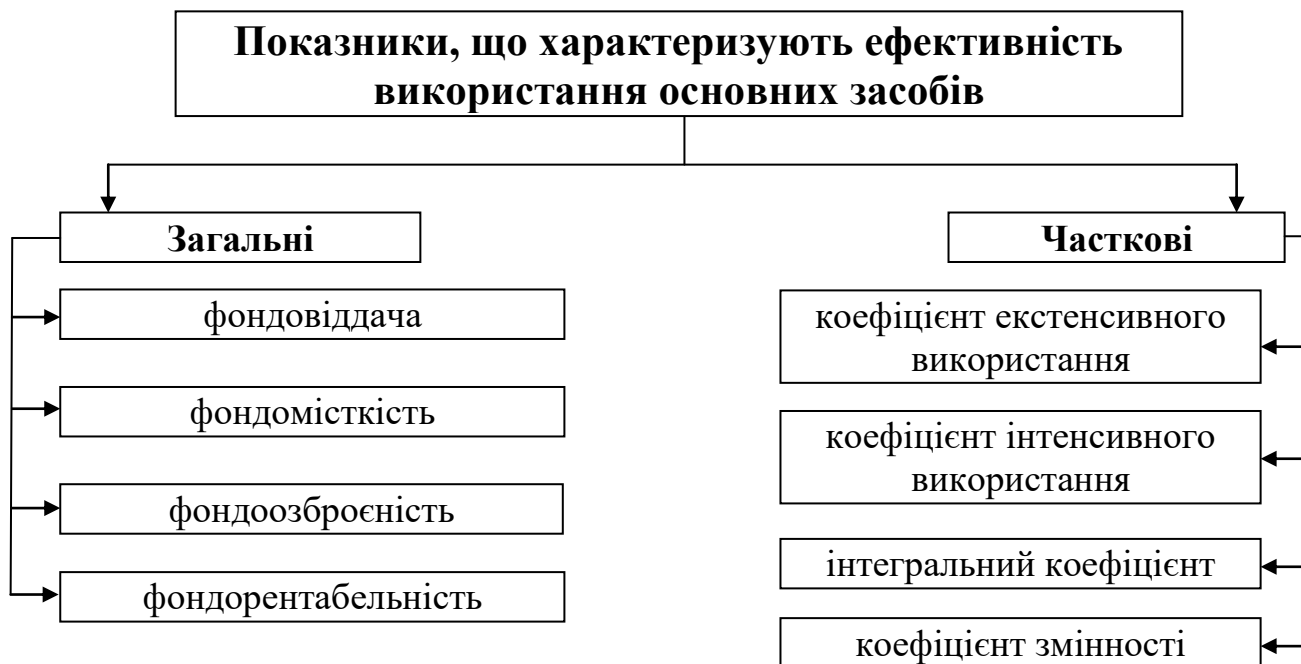 Показники, що характеризують ефективність
використання основних засобів
Загальні
фондовіддача
фондомісткість
фондоозброєність
фондорентабельність
Часткові
коефіцієнт екстенсивного
використання
коефіцієнт інтенсивного
використання
інтегральний коефіцієнт
коефіцієнт змінності